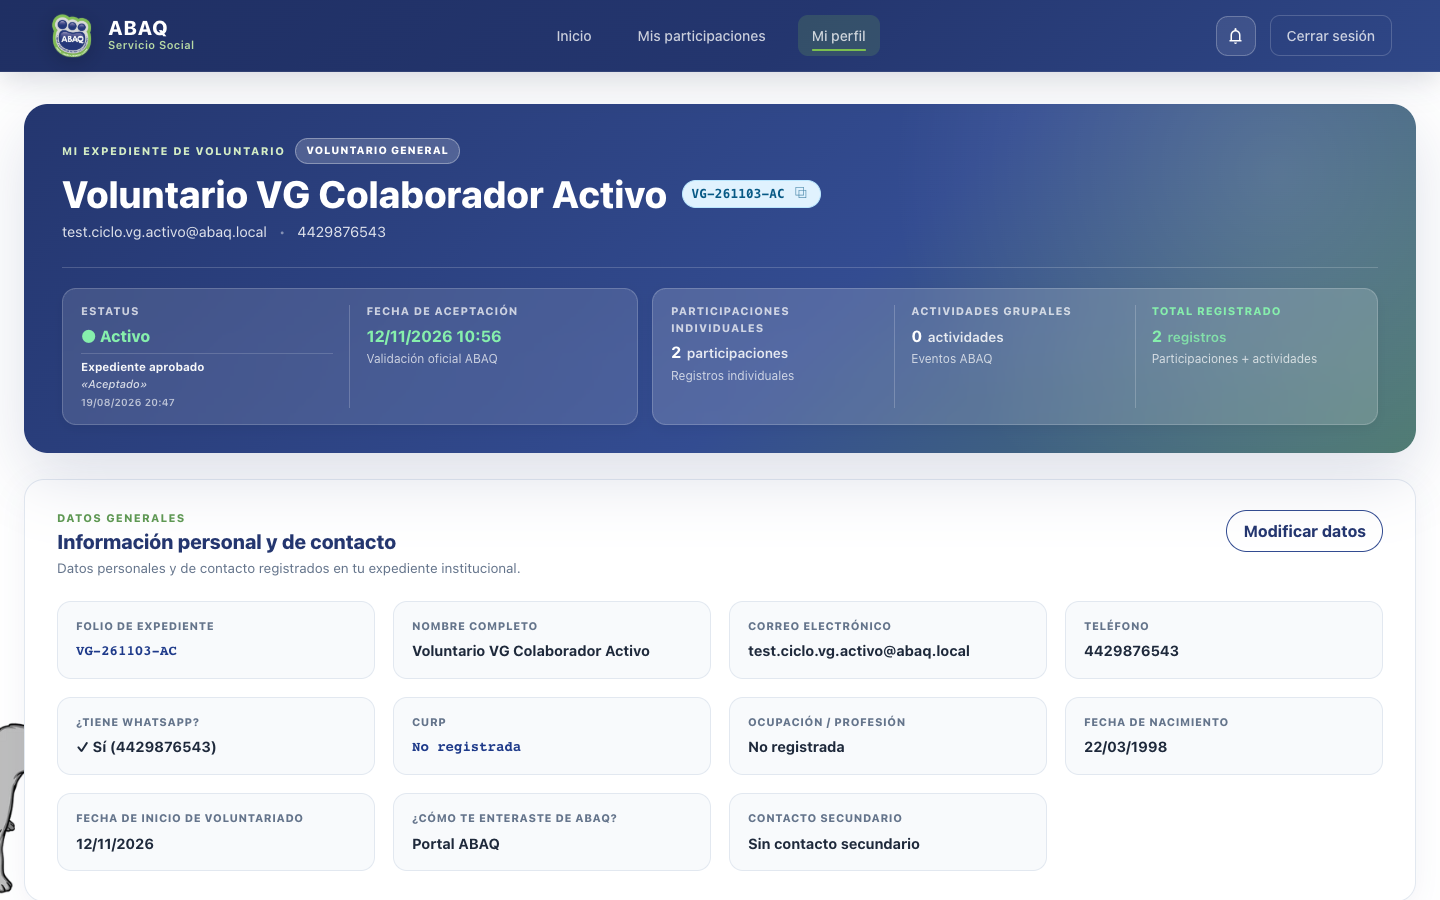 ABAQ
ABAQ
Servicio Social
Inicio
Mis participaciones
Mi perfil
Cerrar sesión
MI EXPEDIENTE DE VOLUNTARIO
VOLUNTARIO GENERAL
Voluntario VG Colaborador Activo
VG-261103-AC
test.ciclo.vg.activo@abaq.local • 4429876543
ESTATUS
Activo
Expediente aprobado
«Aceptado»
19/08/2026 20:47
FECHA DE ACEPTACIÓN
12/11/2026 10:56
Validación oficial ABAQ
PARTICIPACIONES
INDIVIDUALES
2 participaciones
Registros individuales
ACTIVIDADES GRUPALES
0 actividades
Eventos ABAQ
TOTAL REGISTRADO
2 registros
Participaciones + actividades
DATOS GENERALES
Información personal y de contacto
Datos personales y de contacto registrados en tu expediente institucional.
Modificar datos
FOLIO DE EXPEDIENTE
VG-261103-AC
NOMBRE COMPLETO
Voluntario VG Colaborador Activo
CORREO ELECTRÓNICO
test.ciclo.vg.activo@abaq.local
TELÉFONO
4429876543
¿TIENE WHATSAPP?
✓ Sí (4429876543)
CURP
No registrada
OCUPACIÓN / PROFESIÓN
No registrada
FECHA DE NACIMIENTO
22/03/1998
FECHA DE INICIO DE VOLUNTARIADO
12/11/2026
¿CÓMO TE ENTERASTE DE ABAQ?
Portal ABAQ
CONTACTO SECUNDARIO
Sin contacto secundario